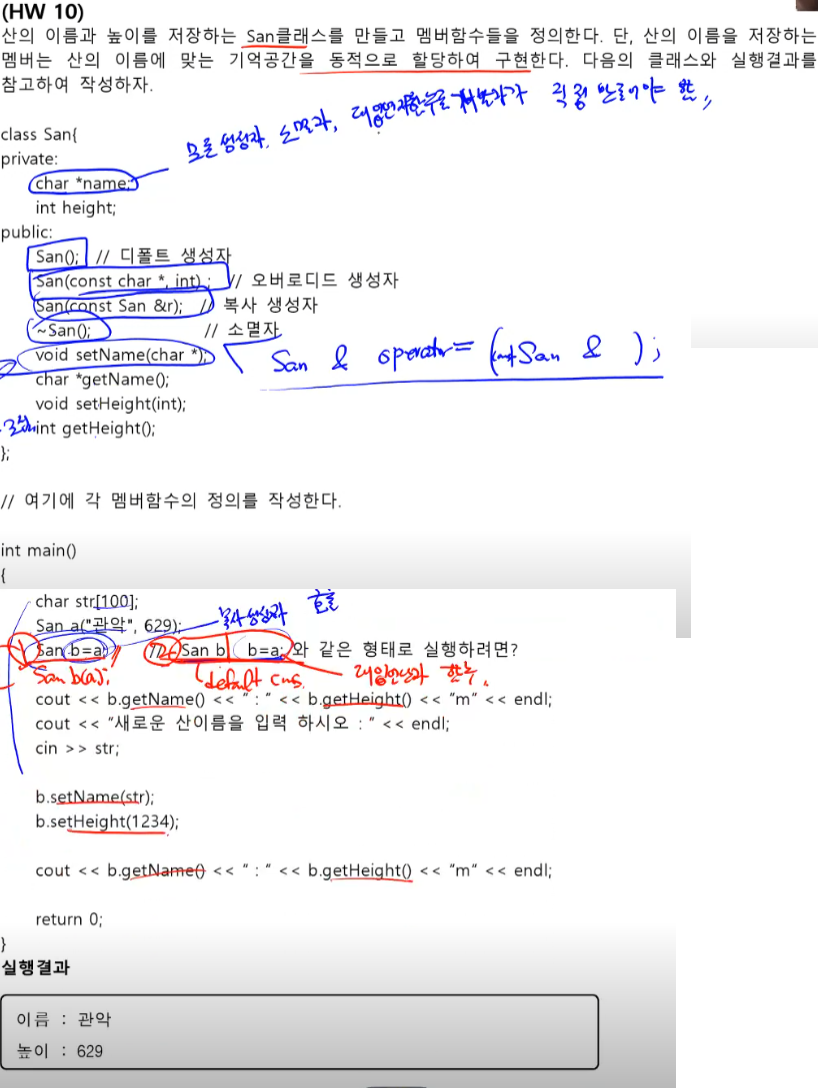 (HW 10)
산의 이름과 높이를 저장하는 San클래스를 만들고 멤버함수들을 정의한다. 단, 산의 이름을 저장하는
멤버는 산의 이름에 맞는 기억공간을 동적으로 할당하여 구현한다. 다음의 클래스와 실행결과를
참고하여 작성하자.
모든 생성자, 소멸자, 대입연산자함수를 직접 만들어야 함
class San{
private:
char *name;
int height;
public:
San(); // 디폴트 생성자
San(const char *, int) ; // 오버로디드 생성자
San(const San &r); // 복사 생성자
~San(); // 소멸자
void setName(char *);
San & operator= (const San & );
char *getName();
void setHeight(int);
int getHeight();
};
// 여기에 각 멤버함수의 정의를 작성한다.
int main()
{
char str[100];
복사생성자 호출
San a("관악", 629);
San b=a; // San b b=a; 와 같은 형태로 실행하려면?
San b(a);
default cns.
대입연산자 함수.
cout << b.getName() << " : " << b.getHeight() << "m" << endl;
cout << "새로운 산이름을 입력 하시오 : " << endl;
cin >> str;
b.setName(str);
b.setHeight(1234);
cout << b.getName() << " : " << b.getHeight() << "m" << endl;
return 0;
}
실행결과
이름 : 관악
높이 : 629